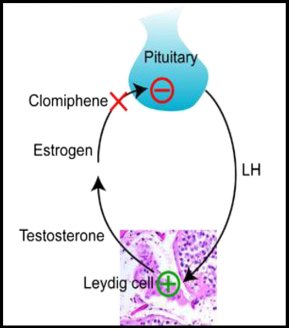 Pituitary
Clomiphene
Estrogen
LH
Testosterone
Leydig cell